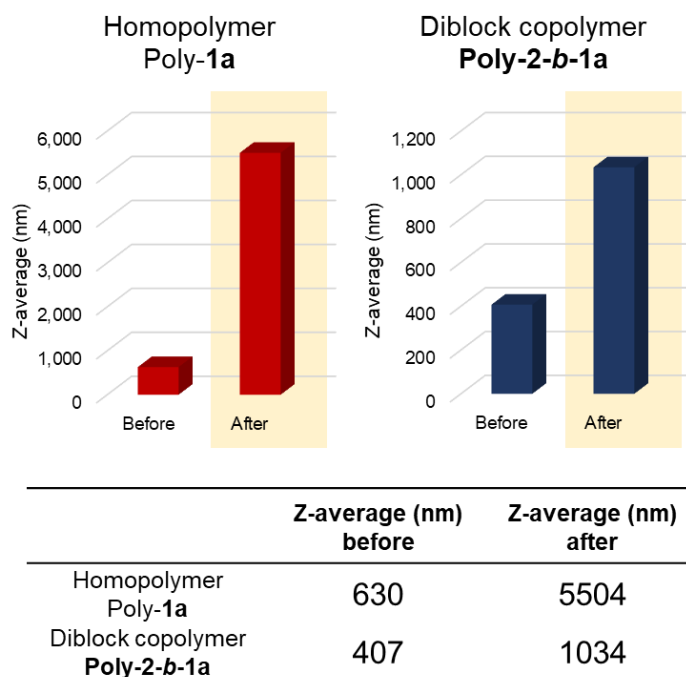 Homopolymer
Poly-1a
Z-average (nm)
6,000
5,000
4,000
3,000
2,000
1,000
0
Before
After
Diblock copolymer
Poly-2-b-1a
Z-average (nm)
1,200
1,000
800
600
400
200
0
Before
After
Z-average (nm) Z-average (nm)
before after
Homopolymer
Poly-1a
630 5504
Diblock copolymer
Poly-2-b-1a
407 1034